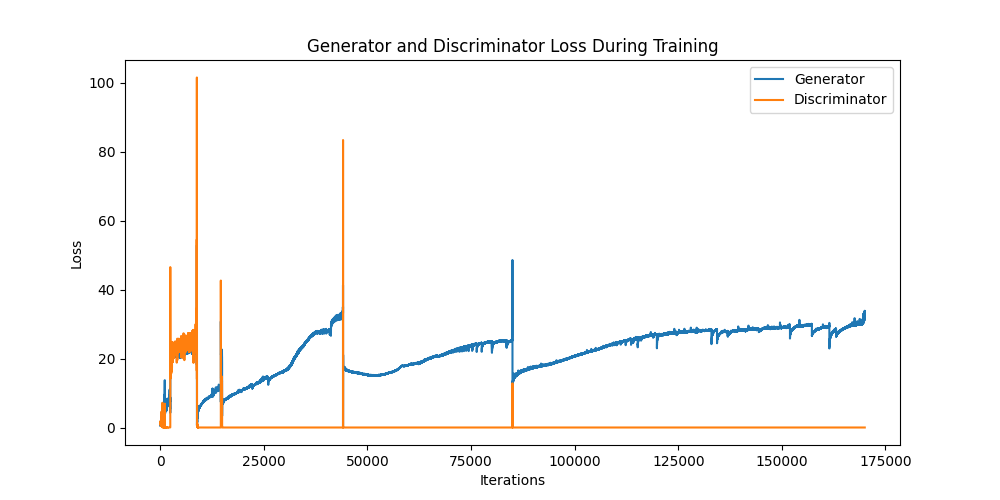 Generator and Discriminator Loss During Training
Generator
Discriminator
Loss
100
80
60
40
20
0
0 25000 50000 75000 100000 125000 150000 175000
Iterations